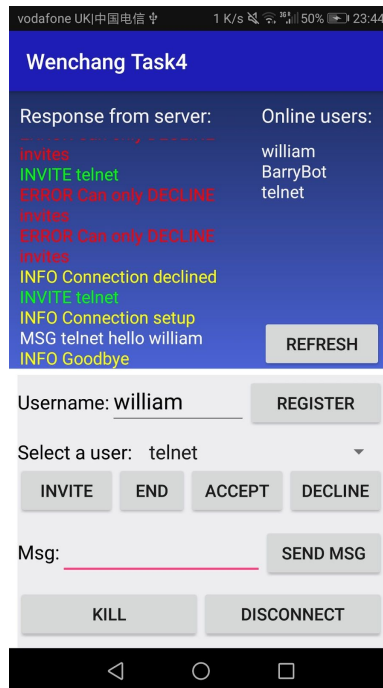 vodafone UK|中国电信 1 K/s 50% 23:44
Wenchang Task4
Response from server:
invites
INVITE telnet
ERROR Can only DECLINE
invites
ERROR Can only DECLINE
invites
INFO Connection declined
INVITE telnet
INFO Connection setup
MSG telnet hello william
INFO Goodbye
Online users:
william
BarryBot
telnet
REFRESH
Username: william REGISTER
Select a user: telnet
INVITE END ACCEPT DECLINE
Msg: SEND MSG
KILL DISCONNECT